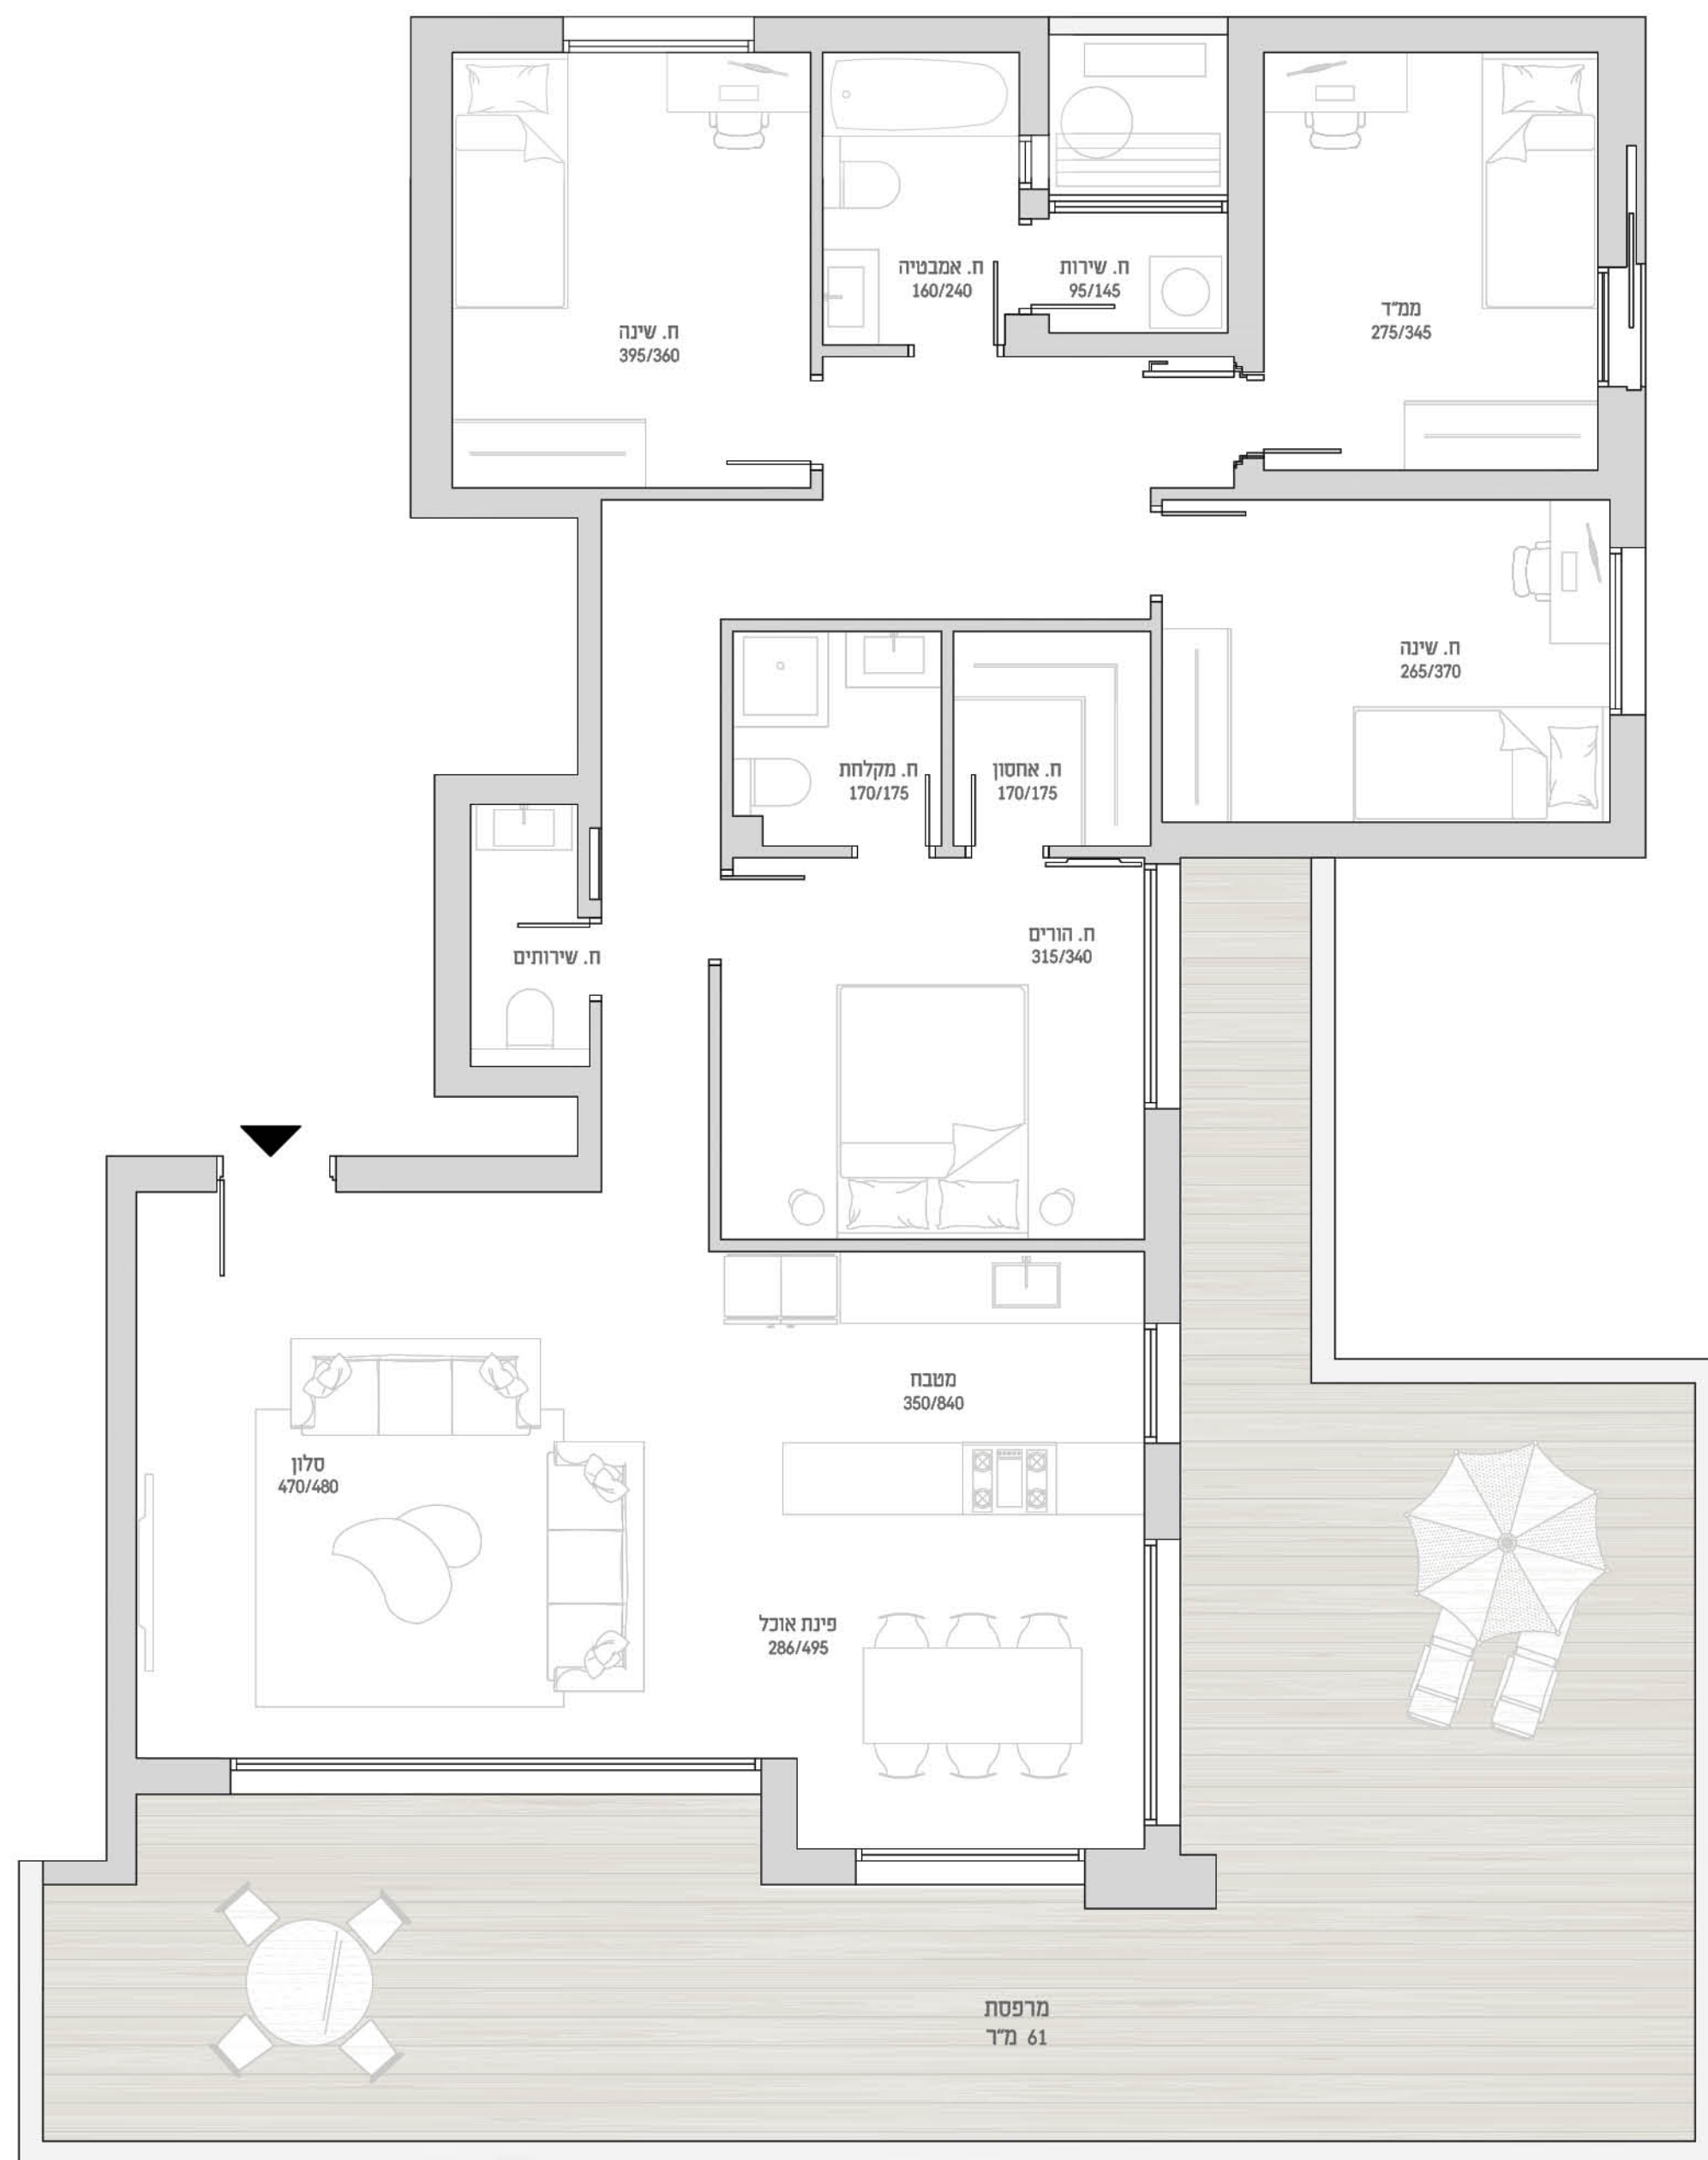 ח. אמבטיה
160/240
ח. שירות
95/145
ממ"ד
275/345
ח. שינה
395/360
ח. שינה
265/370
ח. מקלחת
170/175
ח. אחסון
170/175
ח. הורים
315/340
ח. שירותים
מטבח
350/840
סלון
470/480
פינת אוכל
286/495
מרפסת
61 מ"ר